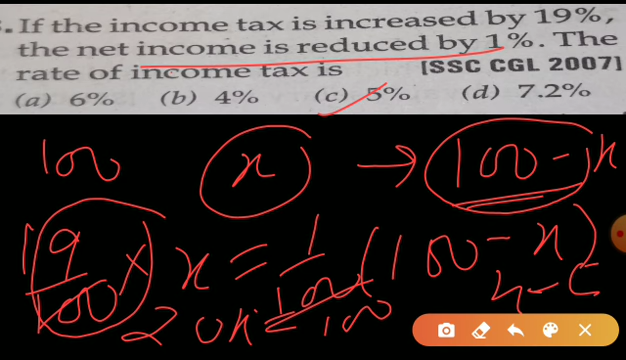 .If the income tax is increased by 19%,
the net income is reduced by 1%. The
rate of income tax is [SSC CGL 2007]
(a) 6% (b) 4% (c) 5% (d) 7.2%
100 x → 100 - x
19/100 × x = 1/100 (100 - x)
20x = 100